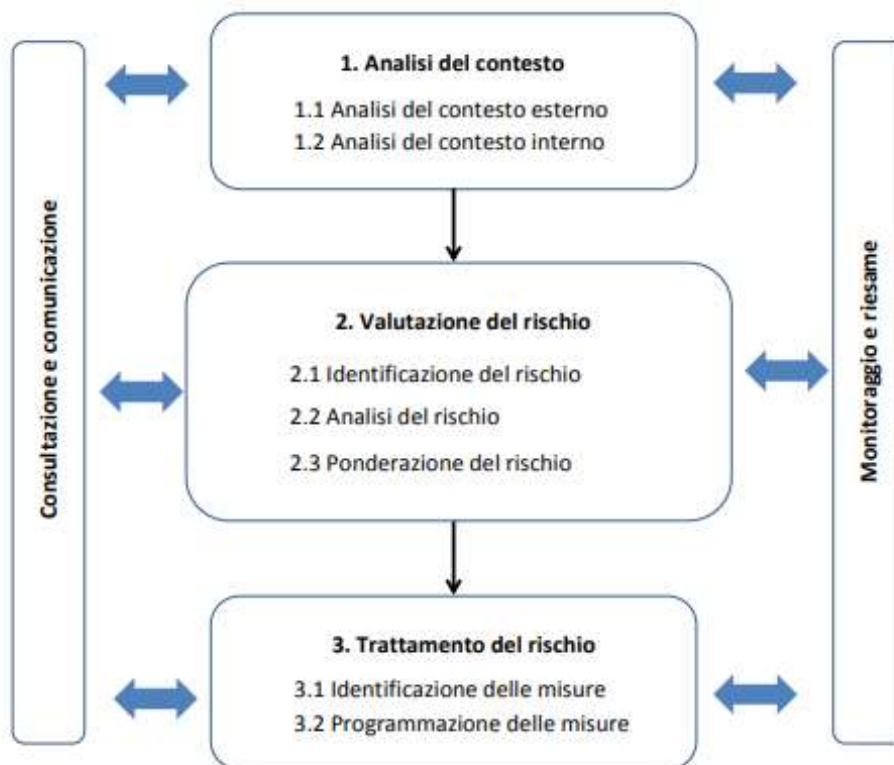 Consultazione e comunicazione
1. Analisi del contesto
1.1 Analisi del contesto esterno
1.2 Analisi del contesto interno
2. Valutazione del rischio
2.1 Identificazione del rischio
2.2 Analisi del rischio
2.3 Ponderazione del rischio
3. Trattamento del rischio
3.1 Identificazione delle misure
3.2 Programmazione delle misure
Monitoraggio e riesame